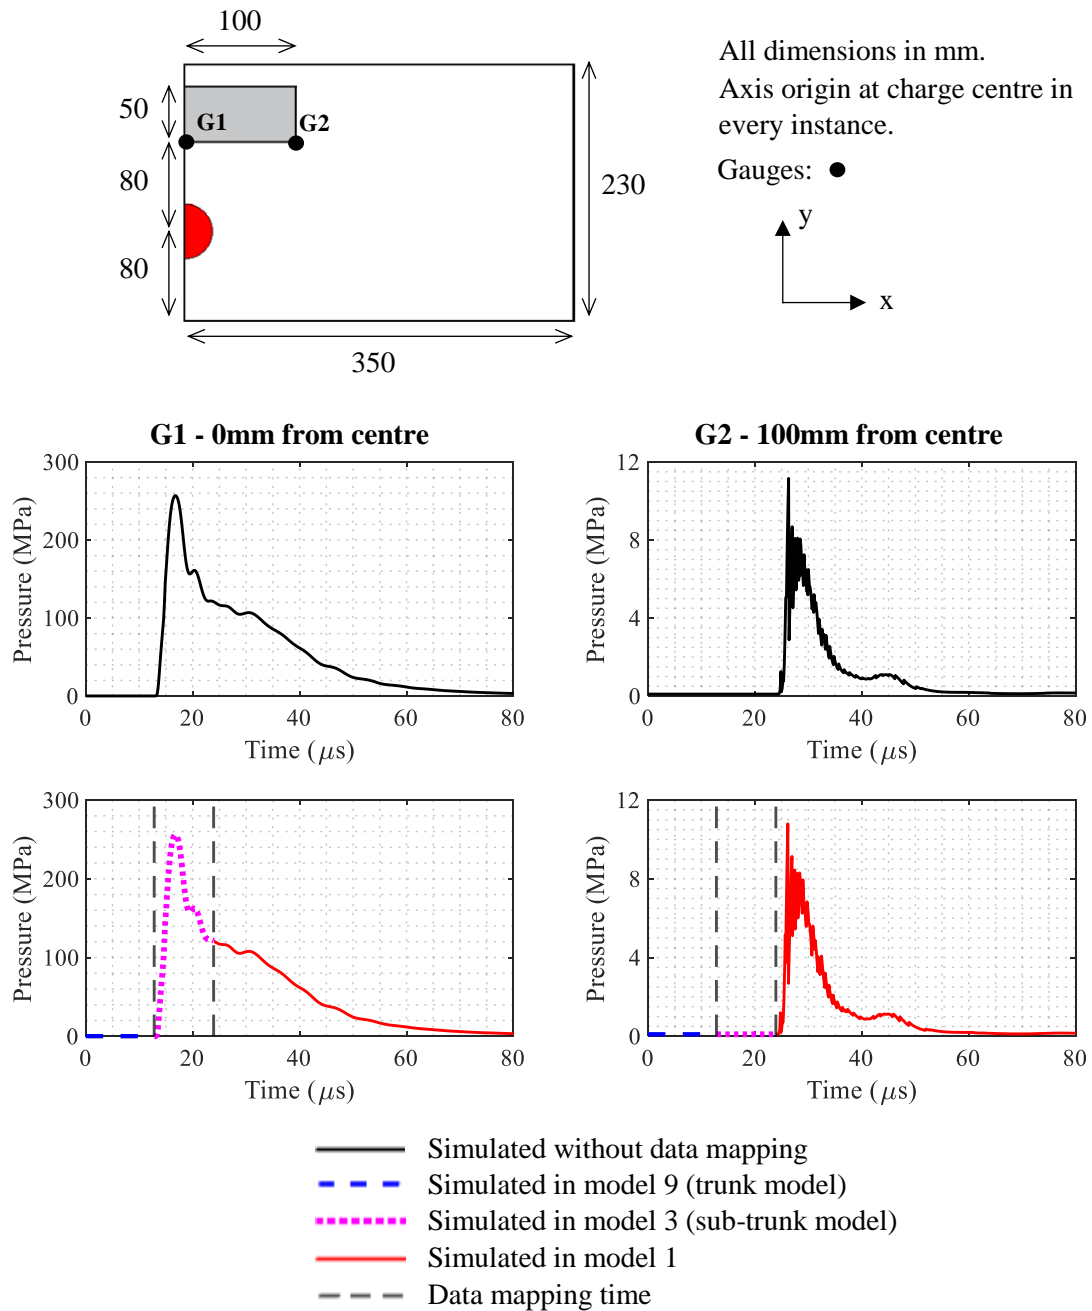 100
All dimensions in mm.
Axis origin at charge centre in
every instance.
Gauges:
50
G1
G2
80
230
80
y
x
350
G1 - 0mm from centre
300
200
100
0
Pressure (MPa)
0 20 40 60 80
Time (μs)
G2 - 100mm from centre
12
8
4
0
Pressure (MPa)
0 20 40 60 80
Time (μs)
300
200
100
0
Pressure (MPa)
0 20 40 60 80
Time (μs)
12
8
4
0
Pressure (MPa)
0 20 40 60 80
Time (μs)
Simulated without data mapping
Simulated in model 9 (trunk model)
Simulated in model 3 (sub-trunk model)
Simulated in model 1
Data mapping time